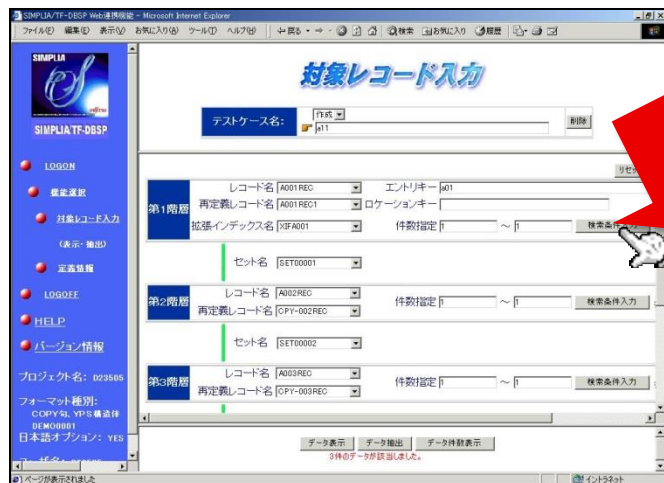 SIMPLIA/TF-DBSP Web連携機能 - Microsoft Internet Explorer
ファイル(F) 編集(E) 表示(V) お気に入り(A) ツール(T) ヘルプ(H) 戻る 検索 お気に入り 履歴
SIMPLIA
SIMPLIA/TF-DBSP
LOGON
機能選択
対象レコード入力
(表示・抽出)
定義情報
LOGOFF
HELP
バージョン情報
プロジェクト名: D23505
フォーマット種別:
COPY句, YPS構造体
DEMO0001
日本語オプション: YES
対象レコード入力
テストケース名: 作成
a11 削除
第1階層 レコード名 A001REC エントリキー a01
再定義レコード名 A001REC1 ロケーションキー
拡張インデックス名 XIFA001 件数指定 1 ～ 1 検索条件入力
セット名 SET00001
第2階層 レコード名 A002REC 件数指定 1 ～ 1 検索条件入力
再定義レコード名 CPY-002REC
セット名 SET00002
第3階層 レコード名 A003REC 件数指定 1 ～ 1 検索条件入力
再定義レコード名 CPY-003REC
データ表示 データ抽出 データ件数表示
3件のデータが該当しました。
ページが表示されました イントラネット